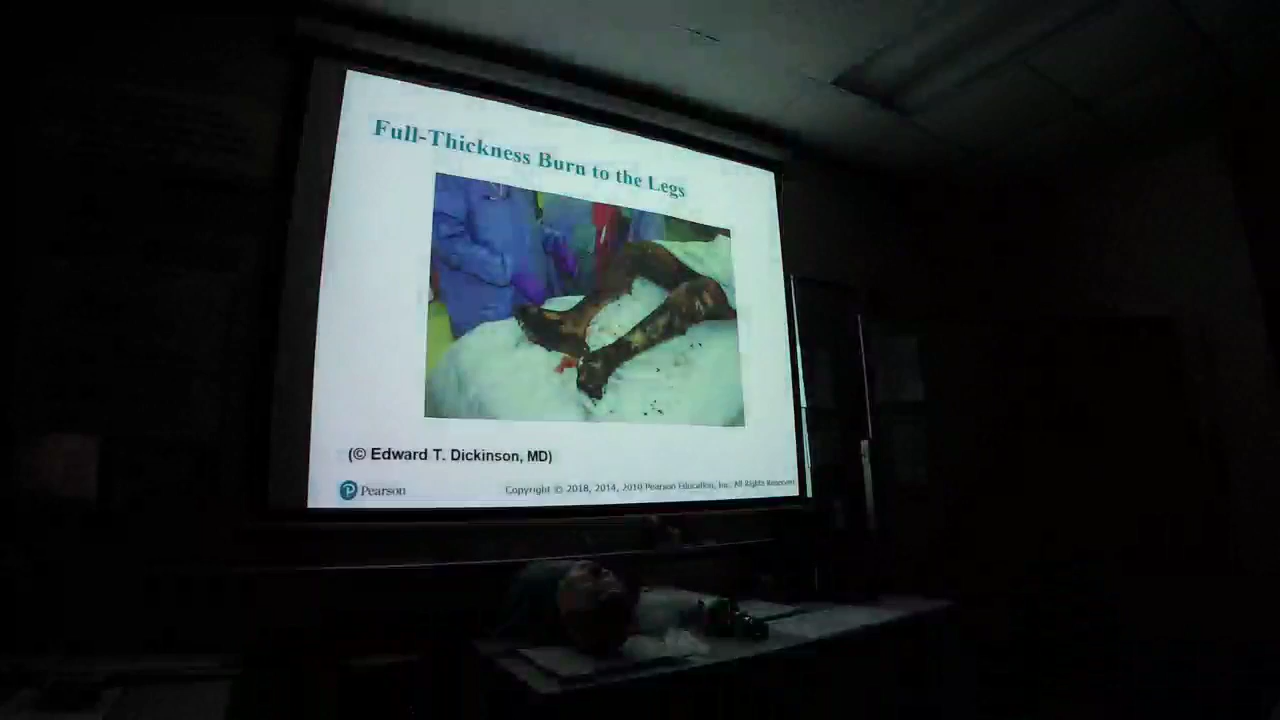 Full-Thickness Burn to the Legs
(© Edward T. Dickinson, MD)
Pearson
Copyright © 2018, 2014, 2010 Pearson Education, Inc. All Rights Reserved